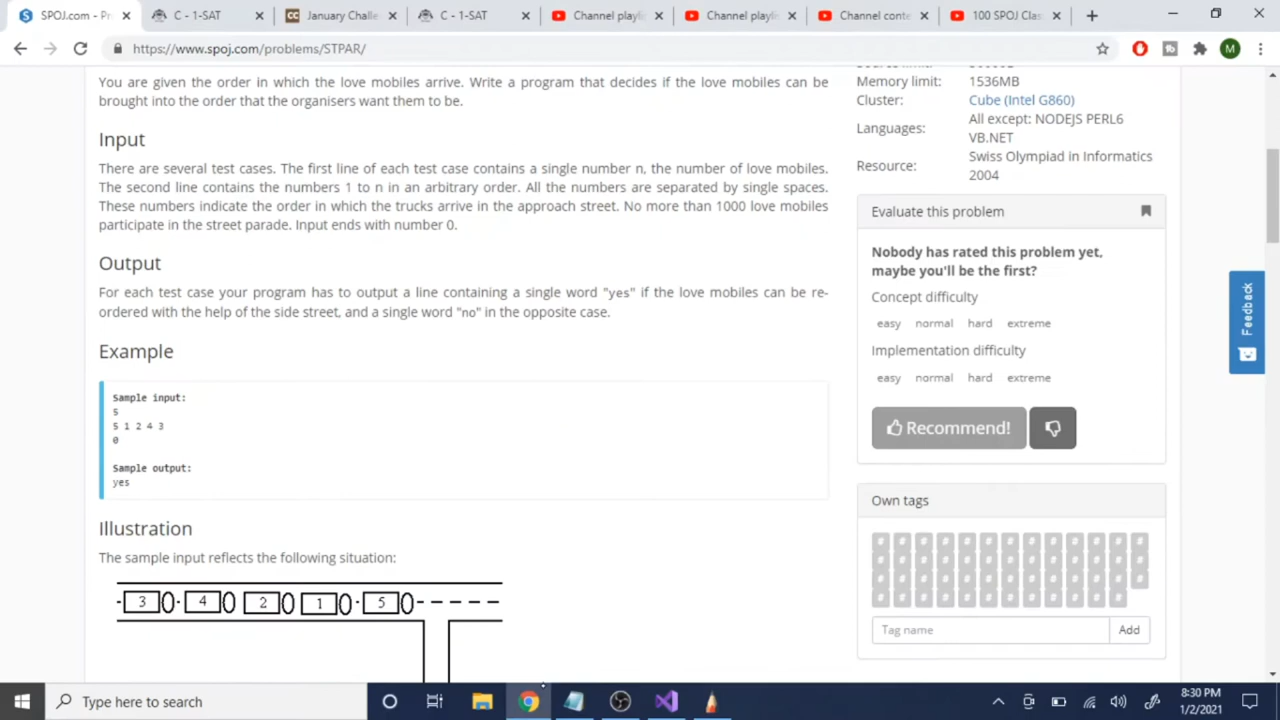 SPOJ.com - Pr
C - 1-SAT
January Challe
C - 1-SAT
Channel playli
Channel playli
Channel conte
100 SPOJ Clas
https://www.spoj.com/problems/STPAR/
M
You are given the order in which the love mobiles arrive. Write a program that decides if the love mobiles can be
brought into the order that the organisers want them to be.
Input
There are several test cases. The first line of each test case contains a single number n, the number of love mobiles.
The second line contains the numbers 1 to n in an arbitrary order. All the numbers are separated by single spaces.
These numbers indicate the order in which the trucks arrive in the approach street. No more than 1000 love mobiles
participate in the street parade. Input ends with number 0.
Output
For each test case your program has to output a line containing a single word "yes" if the love mobiles can be re-
ordered with the help of the side street, and a single word "no" in the opposite case.
Example
Sample input:
5
5 1 2 4 3
0
Sample output:
yes
Illustration
The sample input reflects the following situation:
3 4 2 1 5
Memory limit: 1536MB
Cluster: Cube (Intel G860)
Languages: All except: NODEJS PERL6
VB.NET
Resource: Swiss Olympiad in Informatics
2004
Evaluate this problem
Nobody has rated this problem yet,
maybe you'll be the first?
Concept difficulty
easy normal hard extreme
Implementation difficulty
easy normal hard extreme
Recommend!
Own tags
# # # # # # # # # # # # #
# # # # # # # # # # # # #
# # # # # # # # # # # # #
# # # # # # # # # # # #
Tag name Add
Feedback
Type here to search
8:30 PM
1/2/2021